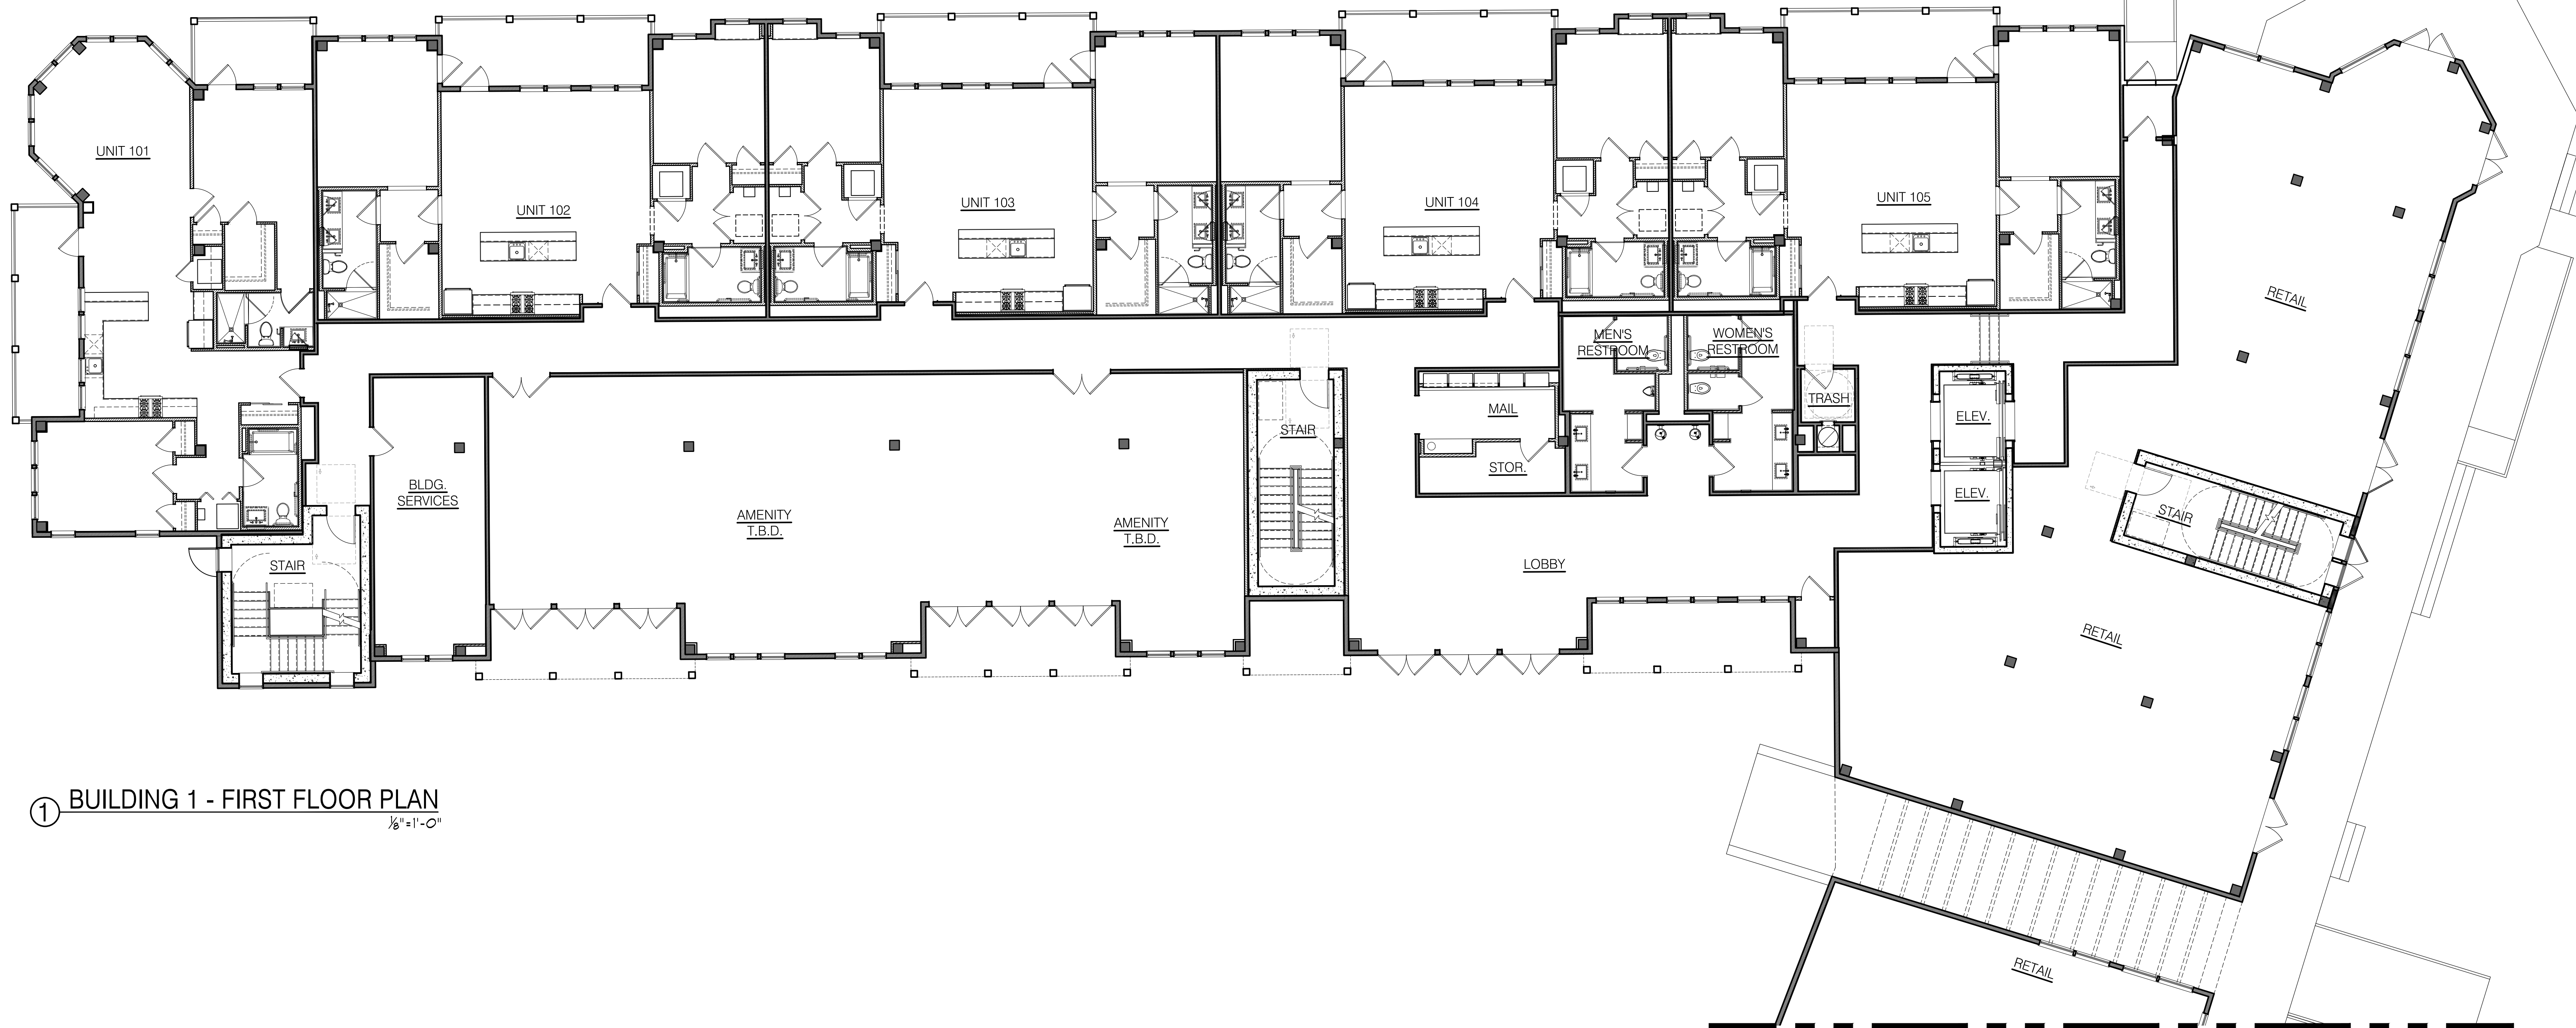 UNIT 101
UNIT 102
UNIT 103
UNIT 104
UNIT 105
RETAIL
MEN'S
RESTROOM
WOMEN'S
RESTROOM
TRASH
MAIL
STOR.
ELEV.
ELEV.
STAIR
STAIR
BLDG.
SERVICES
AMENITY
T.B.D.
AMENITY
T.B.D.
STAIR
LOBBY
RETAIL
1
BUILDING 1 - FIRST FLOOR PLAN
1/8"=1'-0"
RETAIL